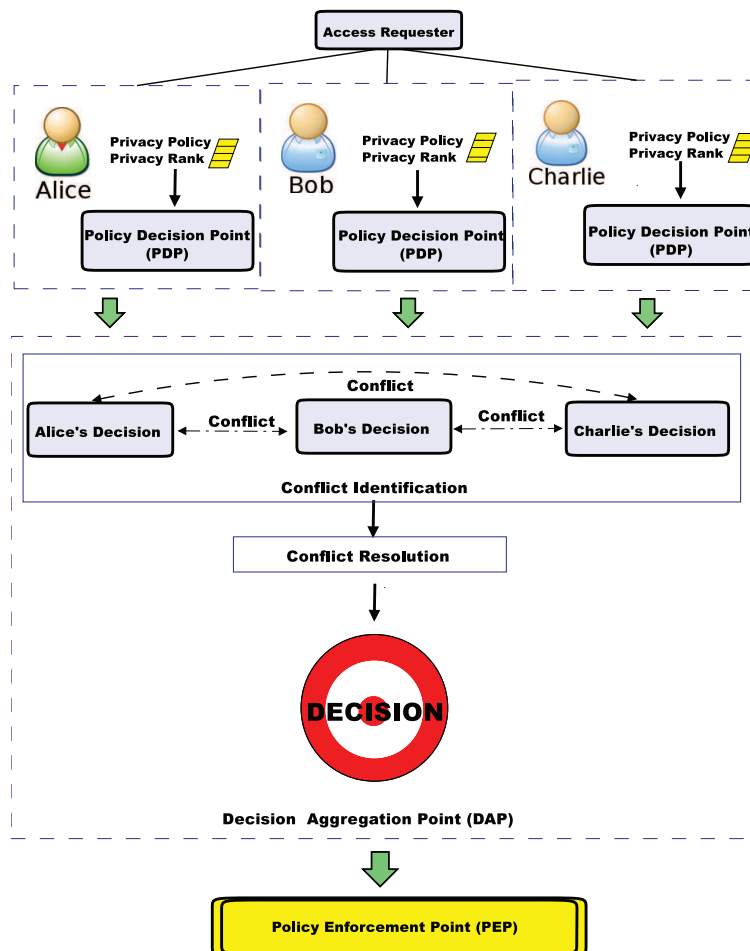 Access Requester
Privacy Policy
Privacy Rank
Alice
Policy Decision Point
(PDP)
Privacy Policy
Privacy Rank
Bob
Policy Decision Point
(PDP)
Privacy Policy
Privacy Rank
Charlie
Policy Decision Point
(PDP)
Conflict
Alice's Decision
Conflict
Bob's Decision
Conflict
Charlie's Decision
Conflict Identification
Conflict Resolution
DECISION
Decision Aggregation Point (DAP)
Policy Enforcement Point (PEP)